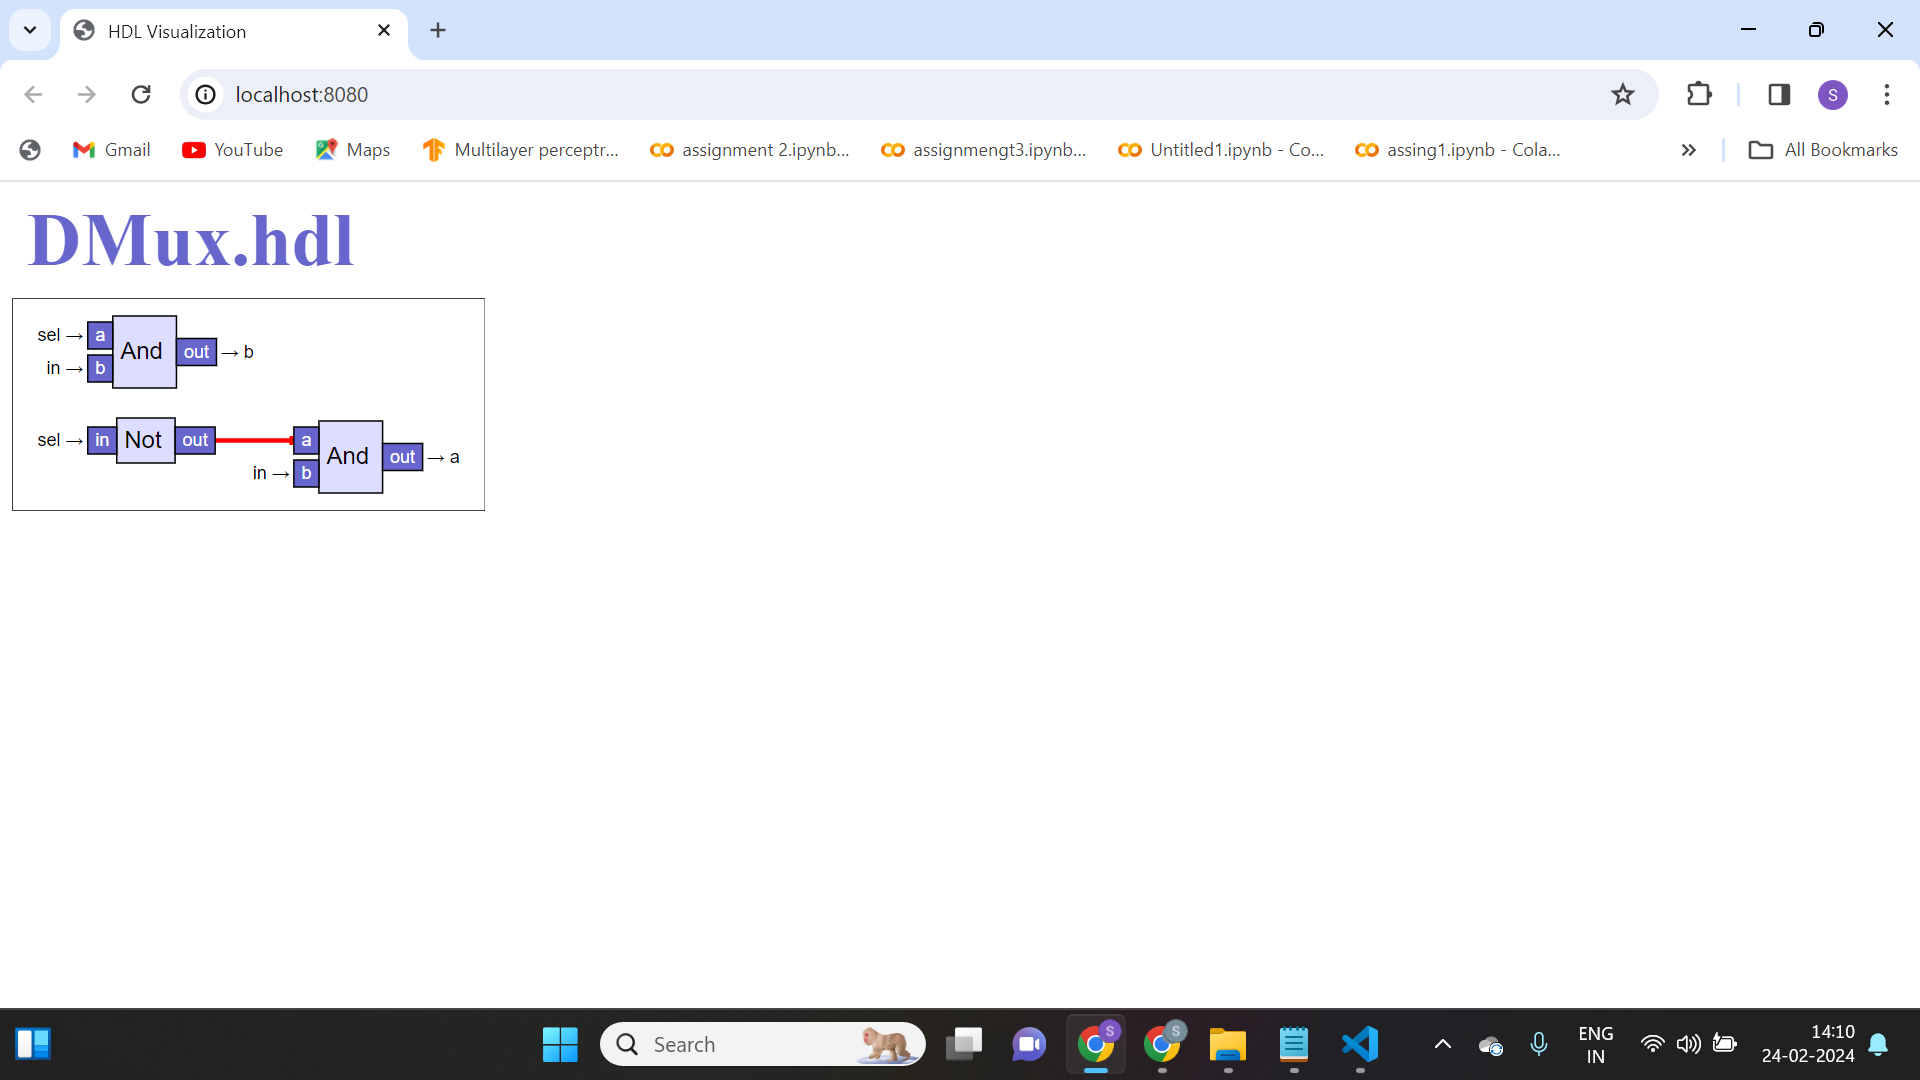 HDL Visualization
localhost:8080
S
Gmail YouTube Maps Multilayer perceptr... assignment 2.ipynb... assignmengt3.ipynb... Untitled1.ipynb - Co... assing1.ipynb - Cola... All Bookmarks
DMux.hdl
sel → a And out → b
in → b
sel → in Not out a And out → a
in → b
Search S S ENG 14:10
IN 24-02-2024